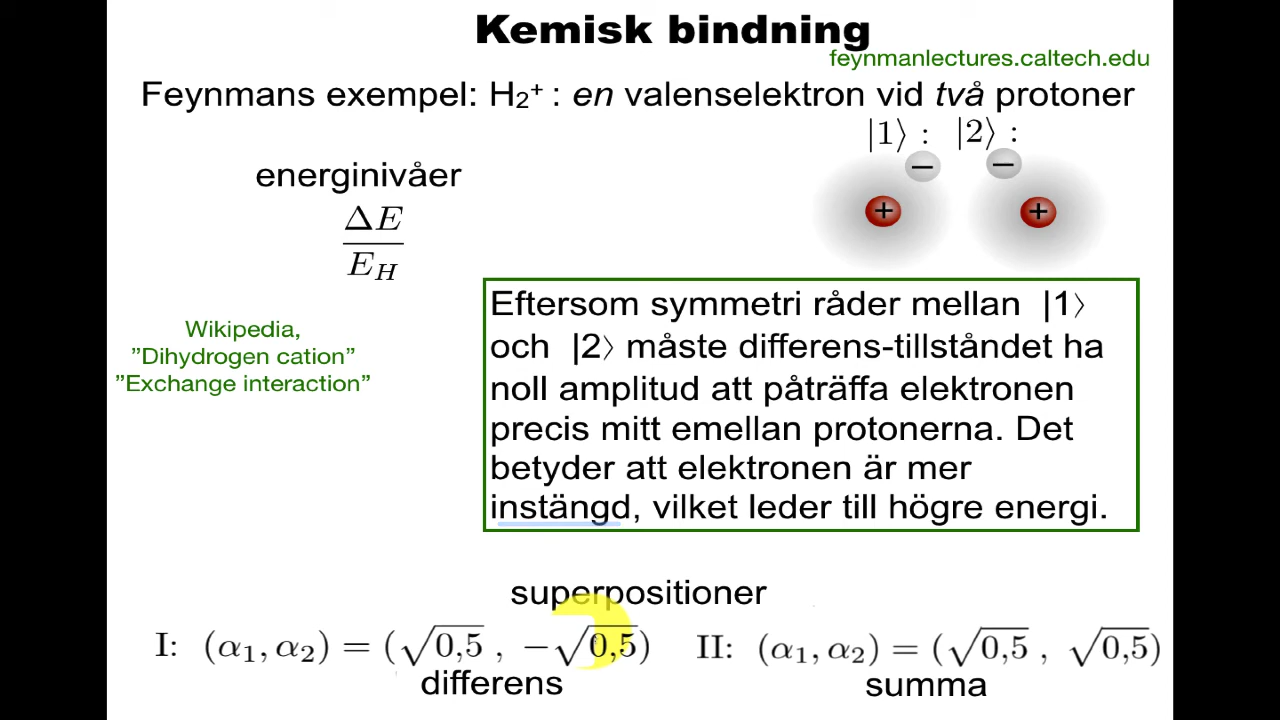 Kemisk bindning
feynmanlectures.caltech.edu
Feynmans exempel: H₂⁺ : en valenselektron vid två protoner
|1⟩ : |2⟩ :
− −
energinivåer
+ +
ΔE
E_H
Eftersom symmetri råder mellan |1⟩
och |2⟩ måste differens-tillståndet ha
noll amplitud att påträffa elektronen
precis mitt emellan protonerna. Det
betyder att elektronen är mer
instängd, vilket leder till högre energi.
Wikipedia,
”Dihydrogen cation”
”Exchange interaction”
superpositioner
I: (α₁, α₂) = (√0,5 , −√0,5) II: (α₁, α₂) = (√0,5 , √0,5)
differens summa